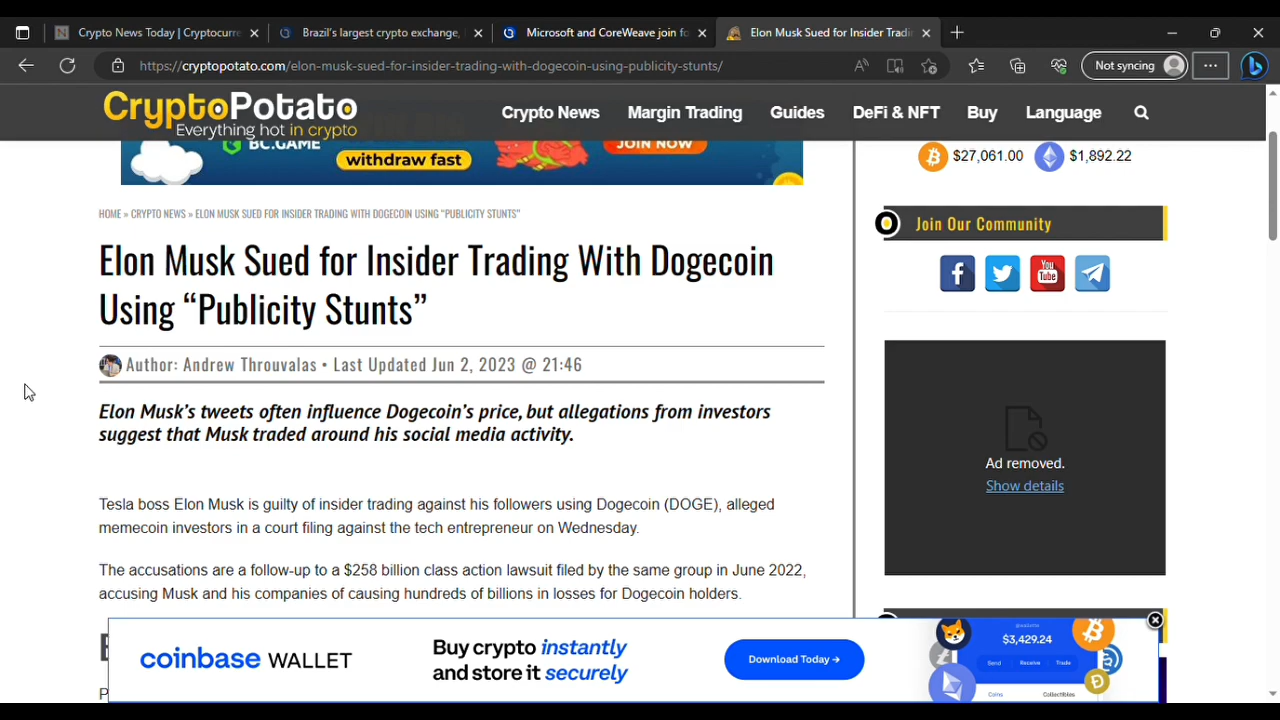 Crypto News Today | Cryptocurre
Brazil's largest crypto exchange,
Microsoft and CoreWeave join fo
Elon Musk Sued for Insider Tradi
https://cryptopotato.com/elon-musk-sued-for-insider-trading-with-dogecoin-using-publicity-stunts/
Not syncing
CryptoPotato
Everything hot in crypto
Crypto News
Margin Trading
Guides
DeFi & NFT
Buy
Language
BC.GAME
withdraw fast
JOIN NOW
$27,061.00
$1,892.22
HOME » CRYPTO NEWS » ELON MUSK SUED FOR INSIDER TRADING WITH DOGECOIN USING “PUBLICITY STUNTS”
Join Our Community
You
Tube
Elon Musk Sued for Insider Trading With Dogecoin
Using “Publicity Stunts”
Author: Andrew Throuvalas • Last Updated Jun 2, 2023 @ 21:46
Elon Musk’s tweets often influence Dogecoin’s price, but allegations from investors
suggest that Musk traded around his social media activity.
Ad removed.
Show details
Tesla boss Elon Musk is guilty of insider trading against his followers using Dogecoin (DOGE), alleged
memecoin investors in a court filing against the tech entrepreneur on Wednesday.
The accusations are a follow-up to a $258 billion class action lawsuit filed by the same group in June 2022,
accusing Musk and his companies of causing hundreds of billions in losses for Dogecoin holders.
coinbase WALLET
Buy crypto instantly
and store it securely
Download Today →
$3,429.24
Send Receive Trade
Coins Collectibles